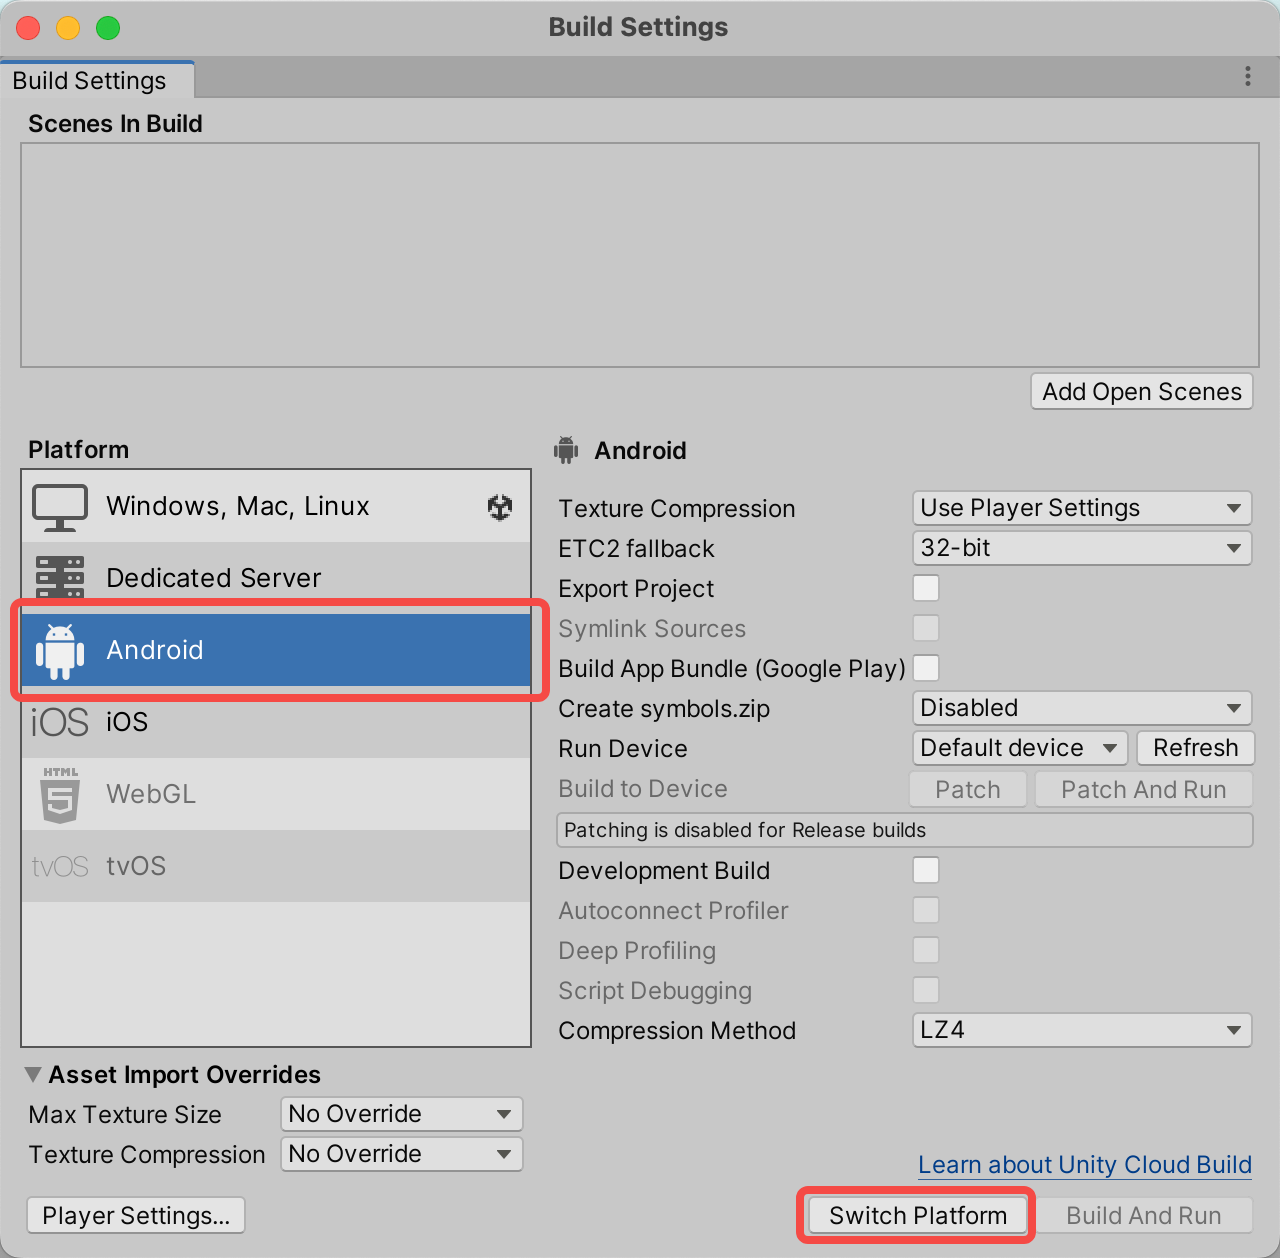 Build Settings
Build Settings
Scenes In Build
Add Open Scenes
Platform
Windows, Mac, Linux
Dedicated Server
Android
iOS iOS
HTML 5 WebGL
tvOS tvOS
Android
Texture Compression Use Player Settings
ETC2 fallback 32-bit
Export Project
Symlink Sources
Build App Bundle (Google Play)
Create symbols.zip Disabled
Run Device Default device Refresh
Build to Device Patch Patch And Run
Patching is disabled for Release builds
Development Build
Autoconnect Profiler
Deep Profiling
Script Debugging
Compression Method LZ4
Asset Import Overrides
Max Texture Size No Override
Texture Compression No Override
Learn about Unity Cloud Build
Player Settings... Switch Platform Build And Run